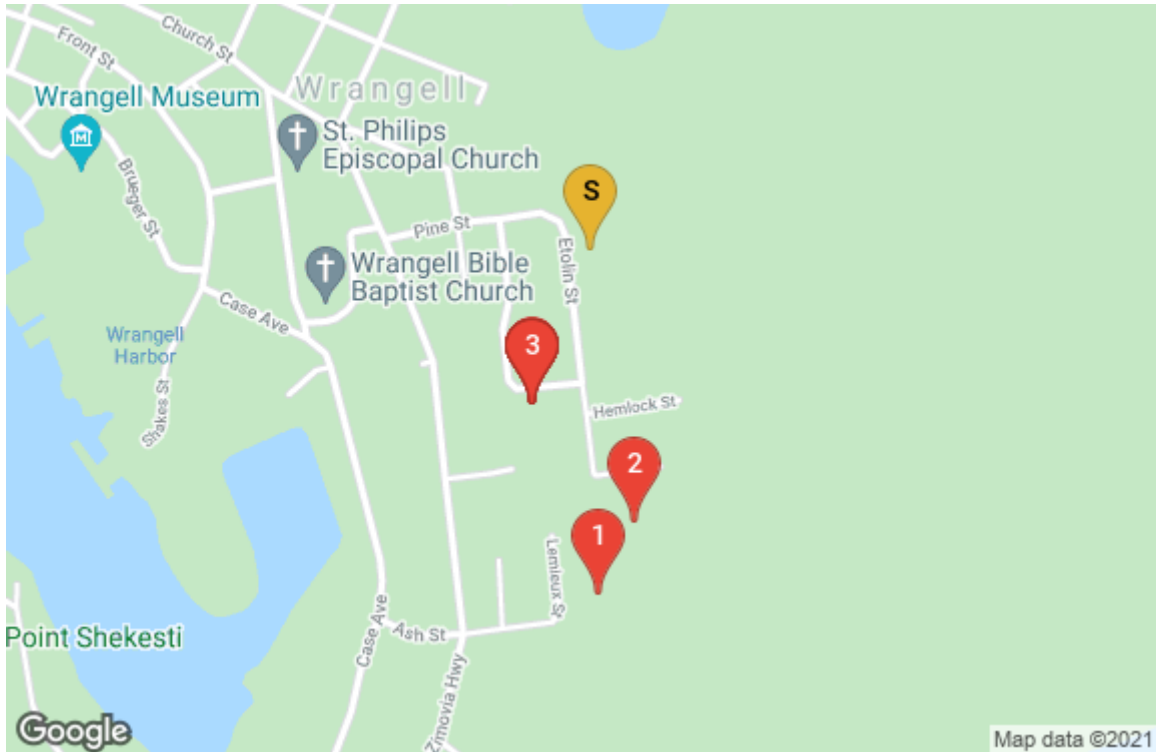 Church St
Front St
Wrangell
Wrangell Museum
St. Philips
Episcopal Church
Brueger St
S
Pine St
Etolin St
Wrangell Bible
Baptist Church
Case Ave
Wrangell
Harbor
3
Shakes St
Hemlock St
2
1
Lemieux St
Ash St
Case Ave
Point Shekesti
Zimovia Hwy
Google
Map data ©2021